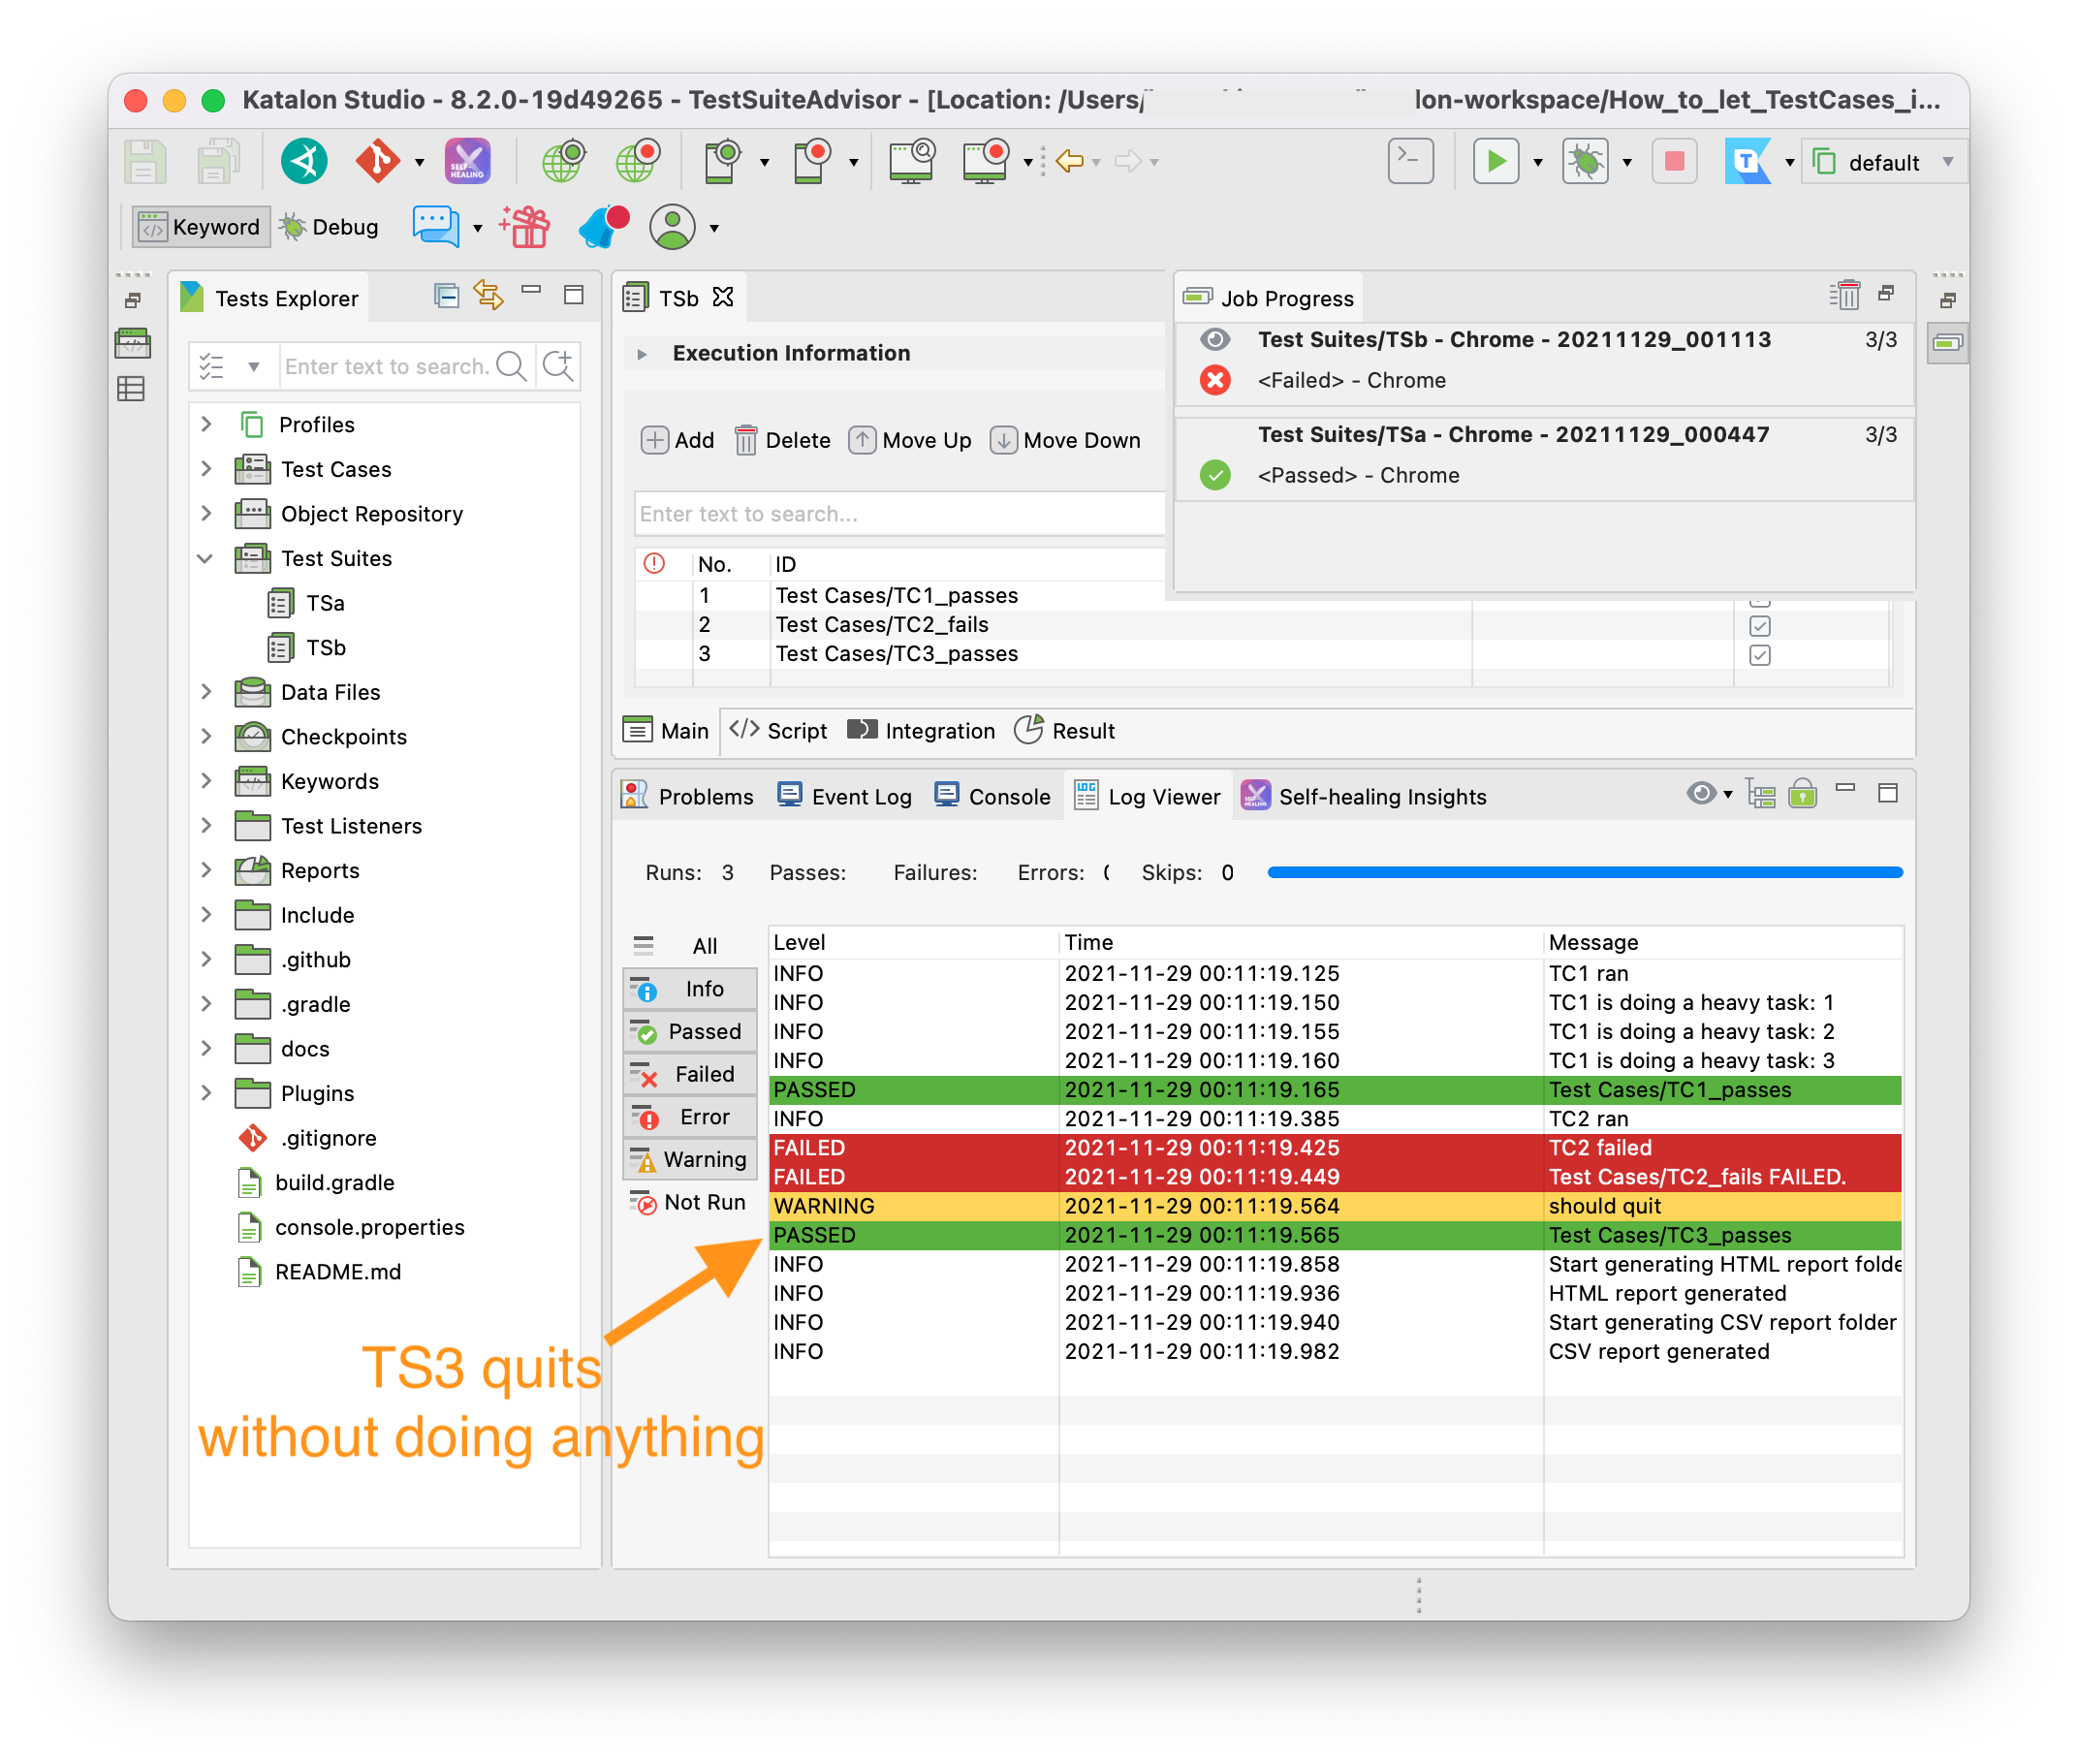 Katalon Studio - 8.2.0-19d49265 - TestSuiteAdvisor - [Location: /Users/ lon-workspace/How_to_let_TestCases_i...
SELF-HEALING
default
Keyword
Debug
Tests Explorer
Enter text to search.
Profiles
Test Cases
Object Repository
Test Suites
TSa
TSb
Data Files
Checkpoints
Keywords
Test Listeners
Reports
Include
.github
.gradle
docs
Plugins
.gitignore
build.gradle
console.properties
README.md
TSb
Execution Information
Add Delete Move Up Move Down
Enter text to search...
No. ID
1 Test Cases/TC1_passes
2 Test Cases/TC2_fails
3 Test Cases/TC3_passes
Main Script Integration Result
Job Progress
Test Suites/TSb - Chrome - 20211129_001113 3/3
<Failed> - Chrome
Test Suites/TSa - Chrome - 20211129_000447 3/3
<Passed> - Chrome
Problems Event Log Console Log Viewer Self-healing Insights
Runs: 3 Passes: Failures: Errors: Skips: 0
All
Info
Passed
Failed
Error
Warning
Not Run
Level Time Message
INFO 2021-11-29 00:11:19.125 TC1 ran
INFO 2021-11-29 00:11:19.150 TC1 is doing a heavy task: 1
INFO 2021-11-29 00:11:19.155 TC1 is doing a heavy task: 2
INFO 2021-11-29 00:11:19.160 TC1 is doing a heavy task: 3
PASSED 2021-11-29 00:11:19.165 Test Cases/TC1_passes
INFO 2021-11-29 00:11:19.385 TC2 ran
FAILED 2021-11-29 00:11:19.425 TC2 failed
FAILED 2021-11-29 00:11:19.449 Test Cases/TC2_fails FAILED.
WARNING 2021-11-29 00:11:19.564 should quit
PASSED 2021-11-29 00:11:19.565 Test Cases/TC3_passes
INFO 2021-11-29 00:11:19.858 Start generating HTML report folde
INFO 2021-11-29 00:11:19.936 HTML report generated
INFO 2021-11-29 00:11:19.940 Start generating CSV report folder
INFO 2021-11-29 00:11:19.982 CSV report generated
TS3 quits
without doing anything